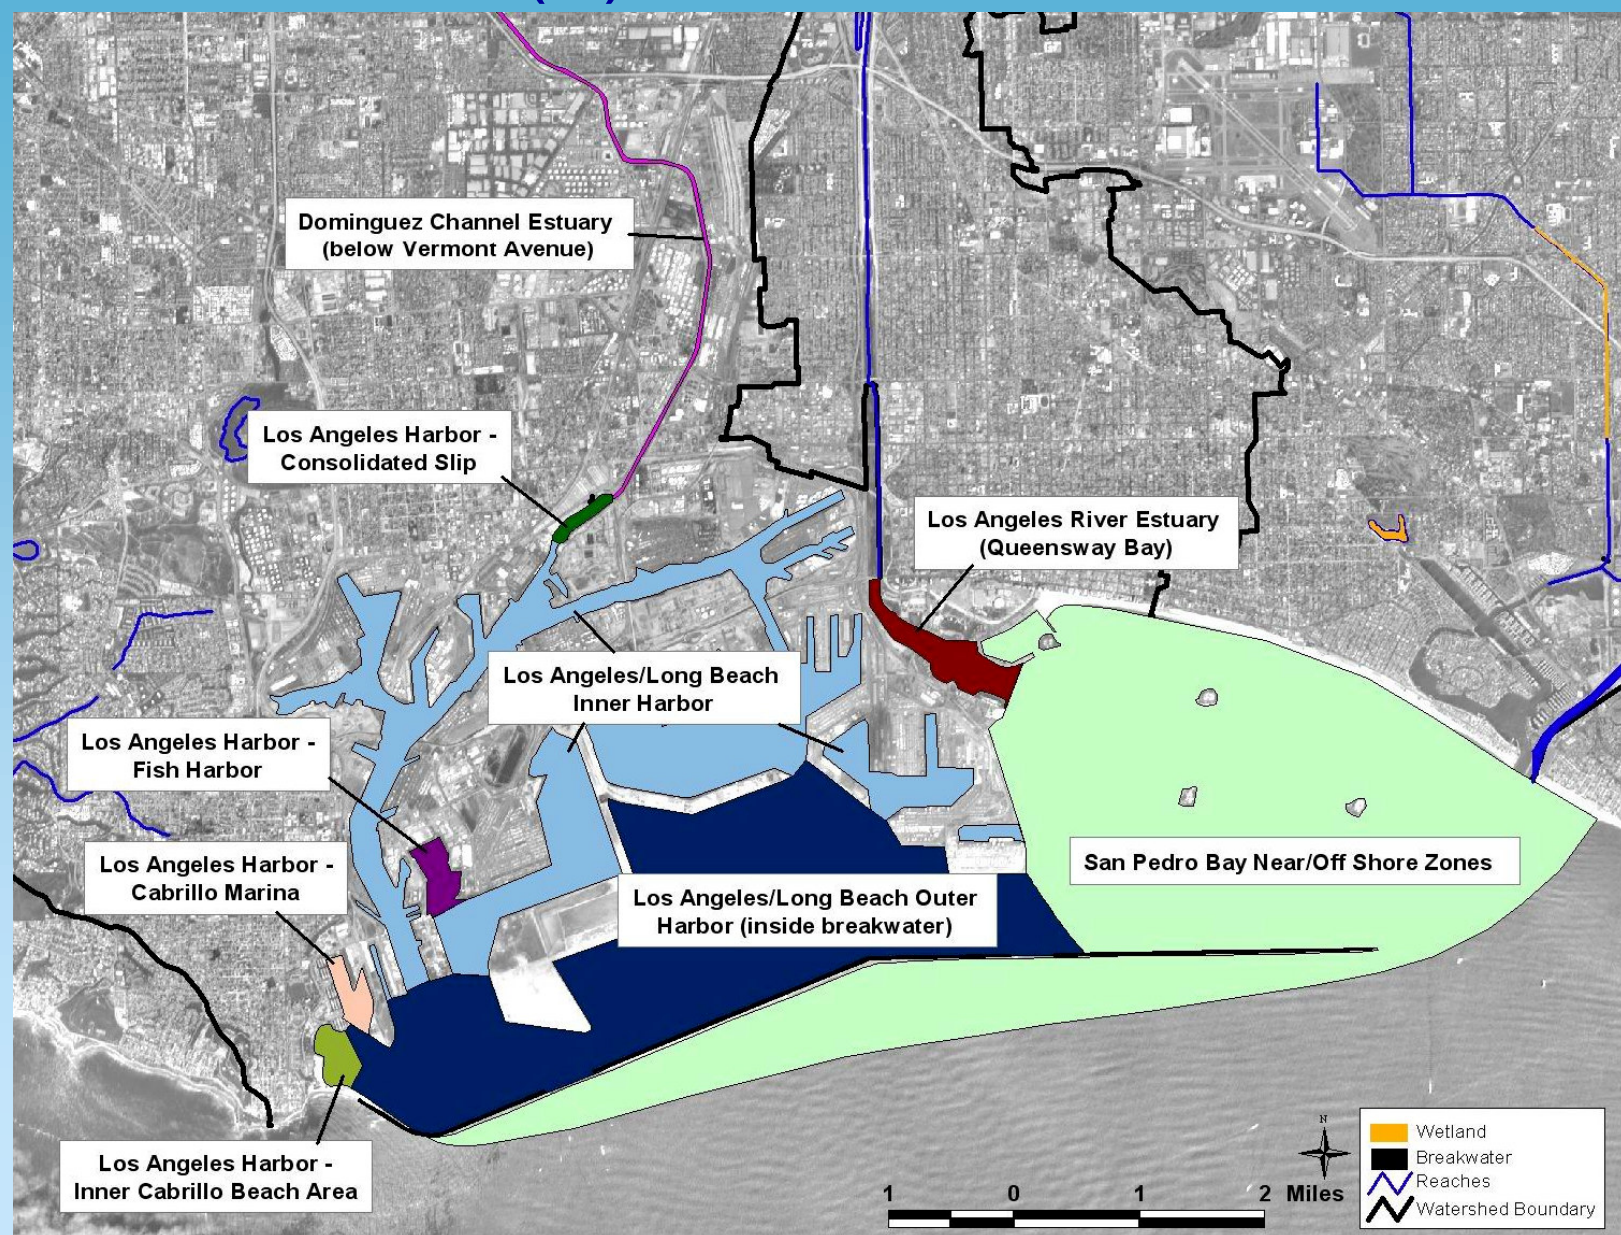 Dominguez Channel Estuary
(below Vermont Avenue)
Los Angeles Harbor -
Consolidated Slip
Los Angeles River Estuary
(Queensway Bay)
Los Angeles/Long Beach
Inner Harbor
Los Angeles Harbor -
Fish Harbor
Los Angeles Harbor -
Cabrillo Marina
San Pedro Bay Near/Off Shore Zones
Los Angeles/Long Beach Outer
Harbor (inside breakwater)
Los Angeles Harbor -
Inner Cabrillo Beach Area
N
1 0 1 2 Miles
Wetland
Breakwater
Reaches
Watershed Boundary